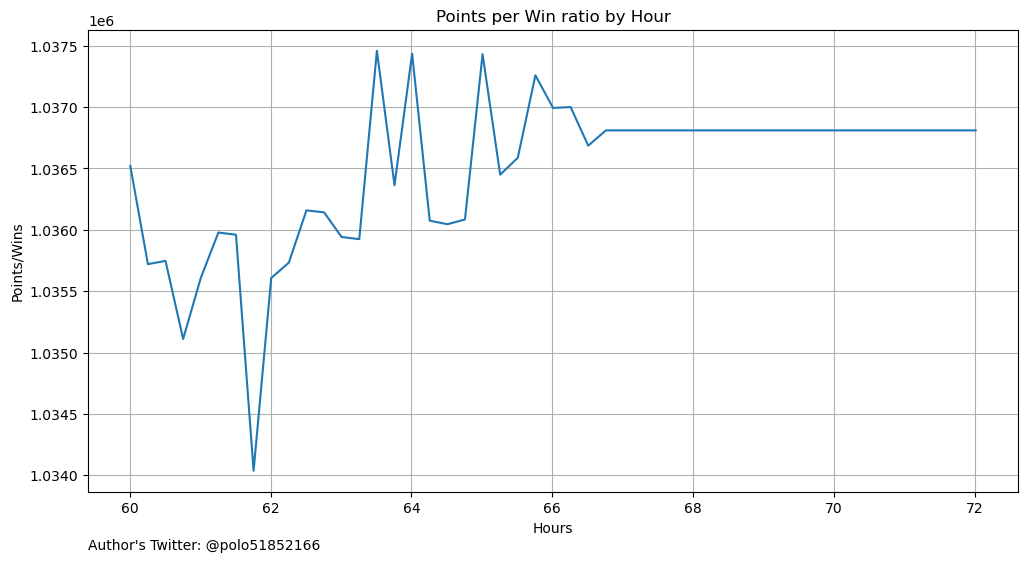 Points per Win ratio by Hour
1e6
1.0375
1.0370
1.0365
1.0360
1.0355
1.0350
1.0345
1.0340
Points/Wins
60 62 64 66 68 70 72
Hours
Author's Twitter: @polo51852166